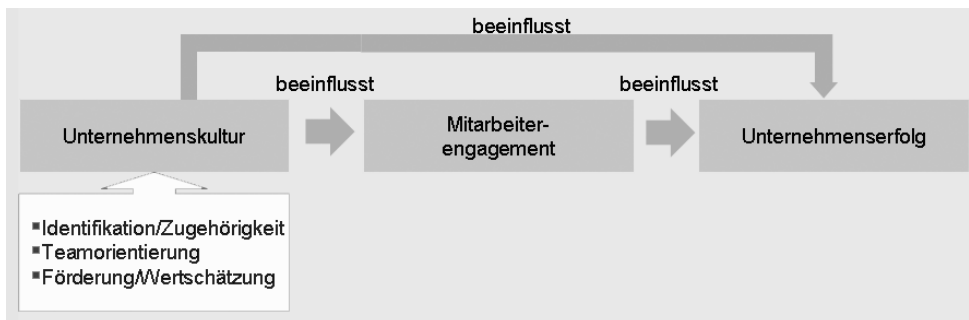 beeinflusst
beeinflusst
beeinflusst
Unternehmenskultur
Mitarbeiter-
engagement
Unternehmenserfolg
▪Identifikation/Zugehörigkeit
▪Teamorientierung
▪Förderung/Wertschätzung